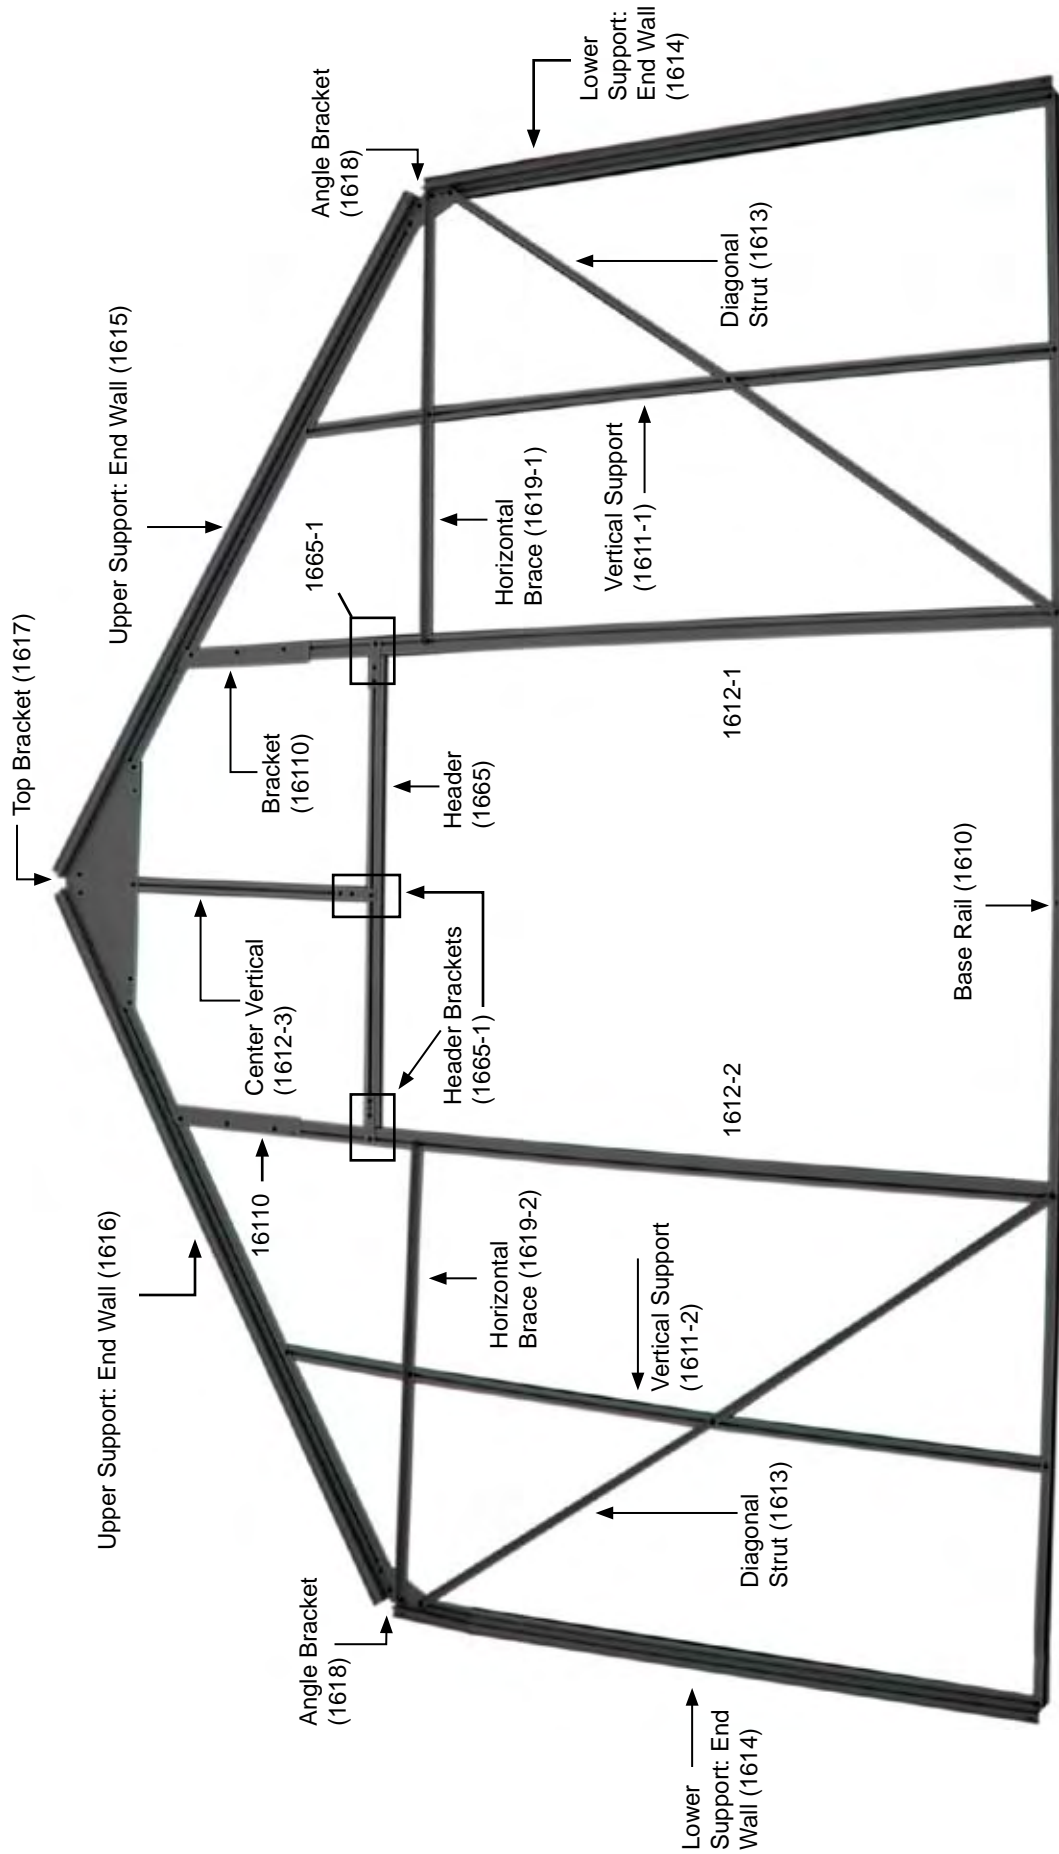 Top Bracket (1617)
Upper Support: End Wall (1616)
Upper Support: End Wall (1615)
Angle Bracket
(1618)
16110
Center Vertical
(1612-3)
Bracket
(16110)
1665-1
Angle Bracket
(1618)
Header Brackets
(1665-1)
Header
(1665)
Horizontal
Brace (1619-2)
Horizontal
Brace (1619-1)
Lower
Support:
End Wall
(1614)
Vertical Support
(1611-2)
Vertical Support
(1611-1)
Lower
Support: End
Wall (1614)
Diagonal
Strut (1613)
1612-2
1612-1
Diagonal
Strut (1613)
Base Rail (1610)